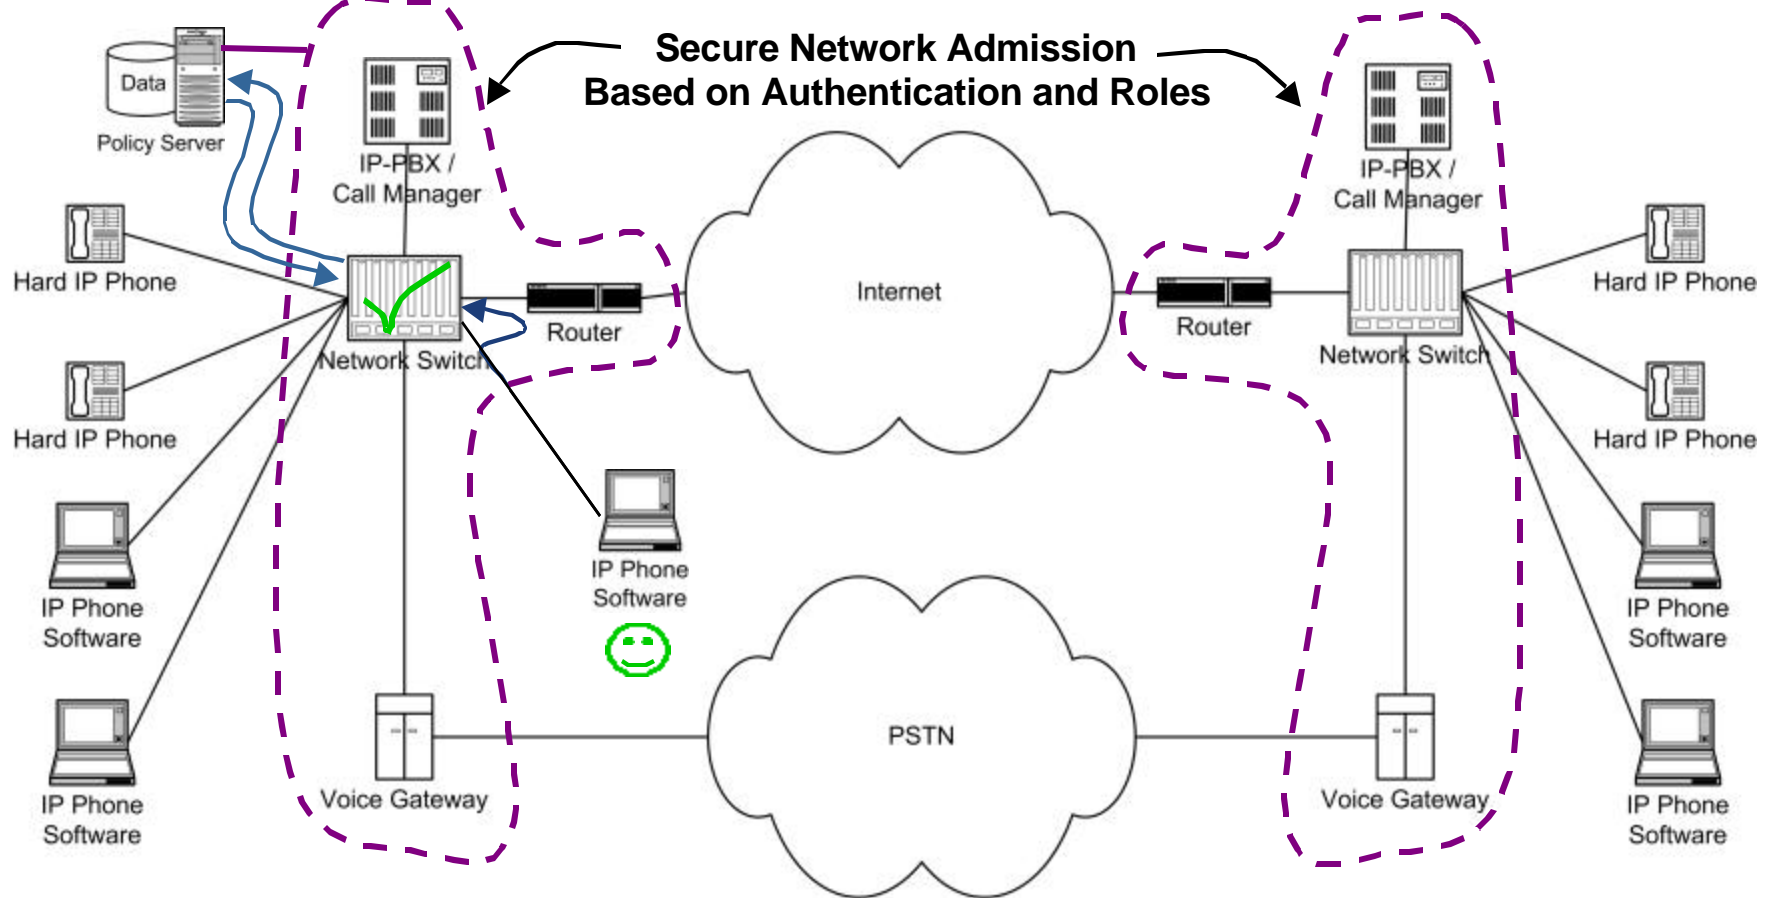 Secure Network Admission
Based on Authentication and Roles
Data
Policy Server
IP-PBX /
Call Manager
IP-PBX /
Call Manager
Hard IP Phone
Network Switch
Router
Internet
Router
Network Switch
Hard IP Phone
Hard IP Phone
Hard IP Phone
IP Phone
Software
IP Phone
Software
IP Phone
Software
PSTN
Voice Gateway
Voice Gateway
IP Phone
Software
IP Phone
Software